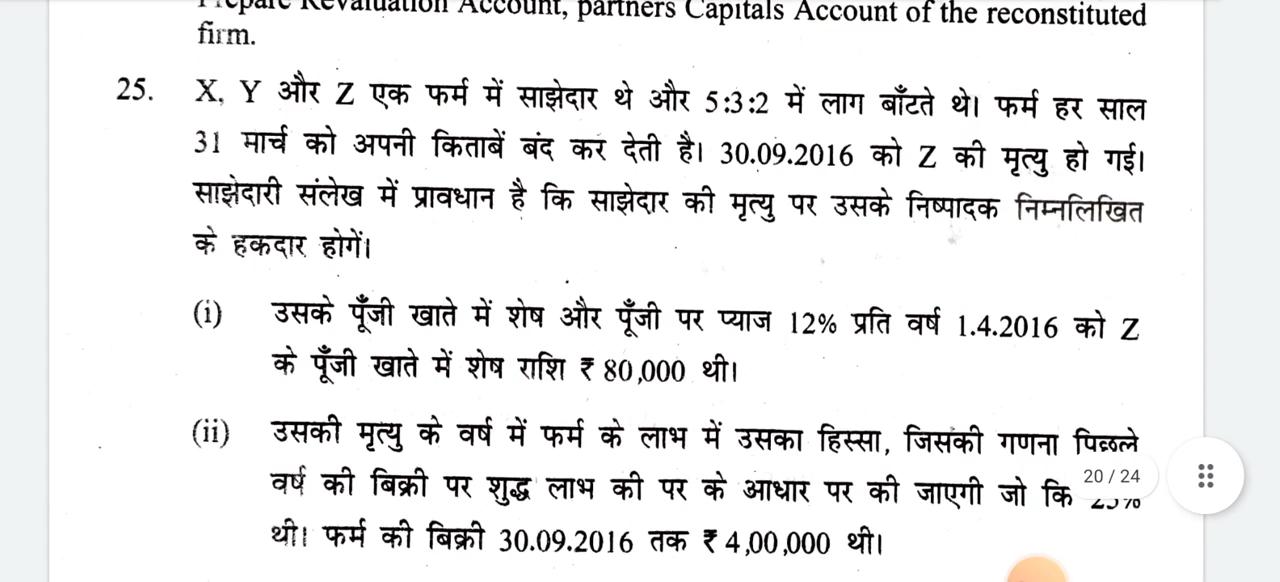 Prepare Revaluation Account, partners Capitals Account of the reconstituted
firm.
25. X, Y और Z एक फर्म में साझेदार थे और 5:3:2 में लाग बाँटते थे। फर्म हर साल
31 मार्च को अपनी किताबें बंद कर देती है। 30.09.2016 को Z की मृत्यु हो गई।
साझेदारी संलेख में प्रावधान है कि साझेदार की मृत्यु पर उसके निष्पादक निम्नलिखित
के हकदार होगें।
(i) उसके पूँजी खाते में शेष और पूँजी पर प्याज 12% प्रति वर्ष 1.4.2016 को Z
के पूँजी खाते में शेष राशि ₹ 80,000 थी।
(ii) उसकी मृत्यु के वर्ष में फर्म के लाभ में उसका हिस्सा, जिसकी गणना पिछले
वर्ष की बिक्री पर शुद्ध लाभ की पर के आधार पर की जाएगी जो कि
20 / 24
थी। फर्म की बिक्री 30.09.2016 तक ₹ 4,00,000 थी।